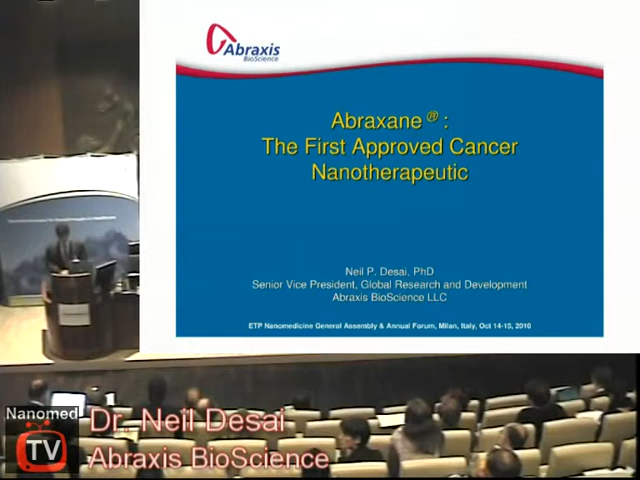 Abraxis
BioScience
Abraxane ® :
The First Approved Cancer
Nanotherapeutic
Neil P. Desai, PhD
Senior Vice President, Global Research and Development
Abraxis BioScience LLC
ETP Nanomedicine General Assembly & Annual Forum, Milan, Italy, Oct 14-15, 2010
Nanomed
TV
Dr. Neil Desai
Abraxis BioScience